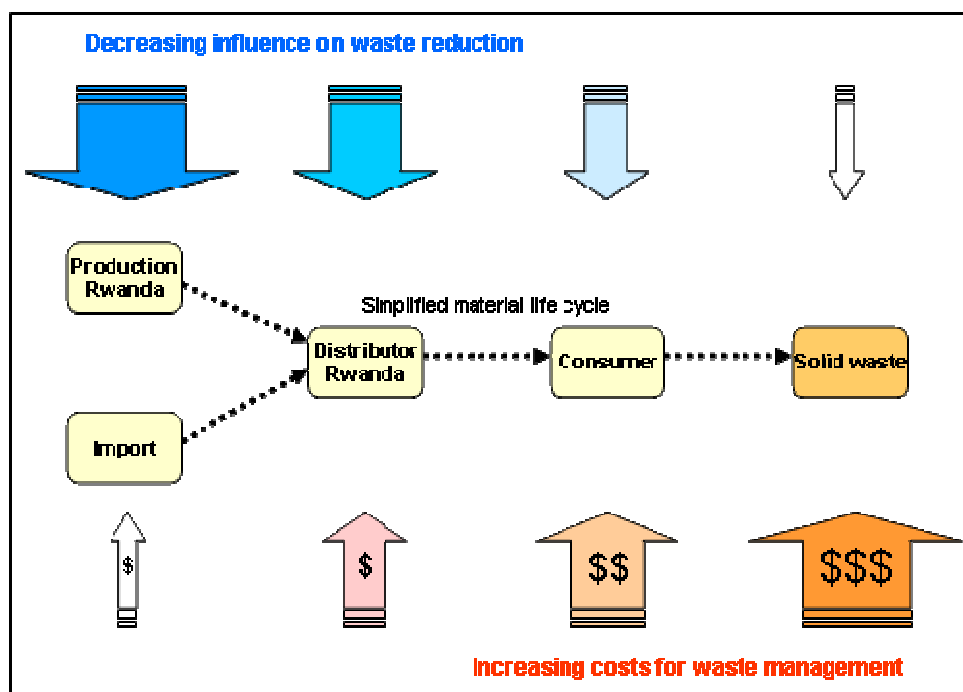 Decreasing influence on waste reduction
Production
Rwanda
Simplified material life cycle
Distributor
Rwanda
Consumer
Solid waste
Import
$
$
$$
$$$
Increasing costs for waste management